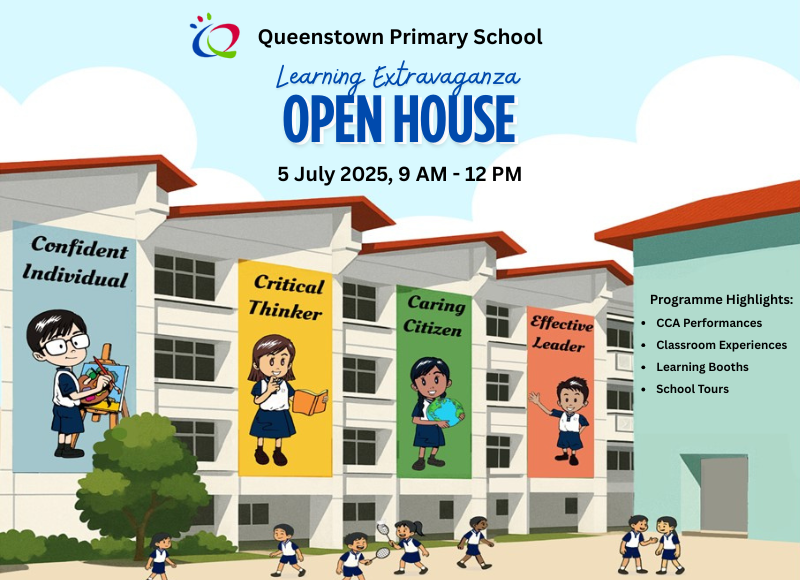 Queenstown Primary School
Learning Extravaganza
OPEN HOUSE
5 July 2025, 9 AM - 12 PM
Confident
Individual
Critical
Thinker
Caring
Citizen
Effective
Leader
Programme Highlights:
• CCA Performances
• Classroom Experiences
• Learning Booths
• School Tours